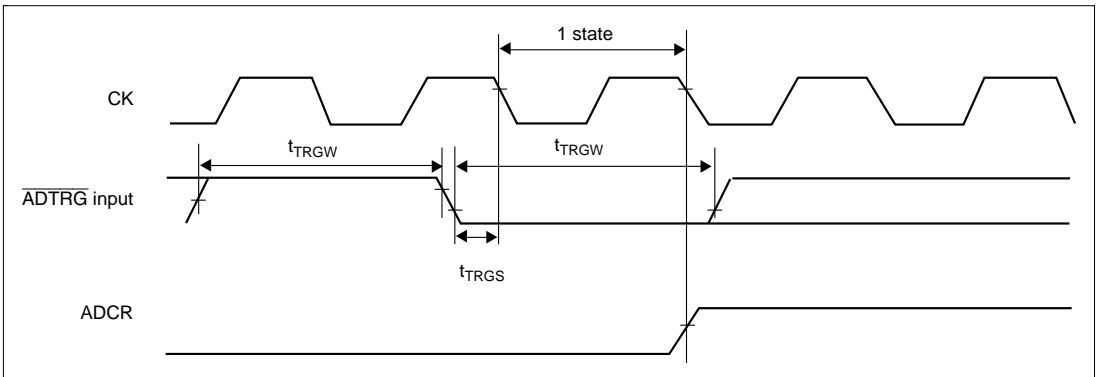 1 state
CK
tTRGW tTRGW
ADTRG input
tTRGS
ADCR